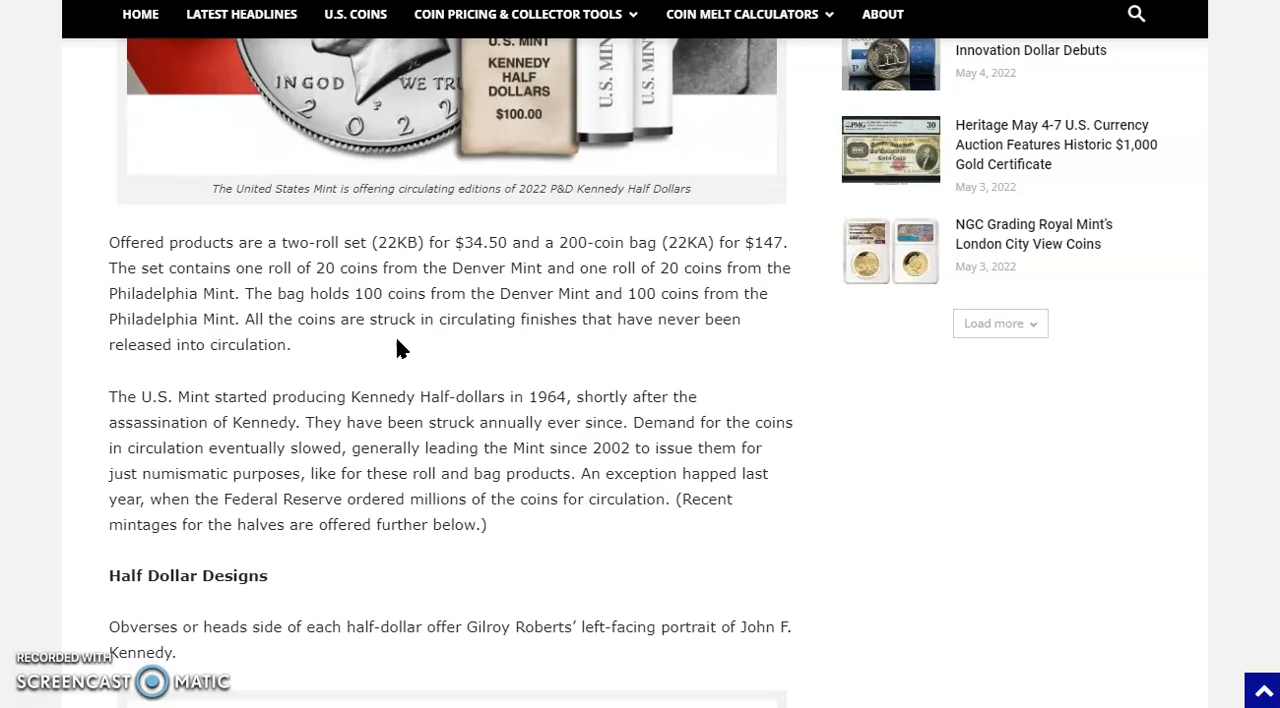 HOME
LATEST HEADLINES
U.S. COINS
COIN PRICING & COLLECTOR TOOLS
COIN MELT CALCULATORS
ABOUT
U.S. MINT
KENNEDY
HALF
DOLLARS
$100.00
IN GOD WE TRU
P
2 0 2 2
U.S. MIN
U.S. MIN
The United States Mint is offering circulating editions of 2022 P&D Kennedy Half Dollars
Offered products are a two-roll set (22KB) for $34.50 and a 200-coin bag (22KA) for $147.
The set contains one roll of 20 coins from the Denver Mint and one roll of 20 coins from the
Philadelphia Mint. The bag holds 100 coins from the Denver Mint and 100 coins from the
Philadelphia Mint. All the coins are struck in circulating finishes that have never been
released into circulation.
The U.S. Mint started producing Kennedy Half-dollars in 1964, shortly after the
assassination of Kennedy. They have been struck annually ever since. Demand for the coins
in circulation eventually slowed, generally leading the Mint since 2002 to issue them for
just numismatic purposes, like for these roll and bag products. An exception happed last
year, when the Federal Reserve ordered millions of the coins for circulation. (Recent
mintages for the halves are offered further below.)
Half Dollar Designs
Obverses or heads side of each half-dollar offer Gilroy Roberts’ left-facing portrait of John F.
Kennedy.
Innovation Dollar Debuts
May 4, 2022
PMG 30
Gold Coin
Heritage May 4-7 U.S. Currency
Auction Features Historic $1,000
Gold Certificate
May 3, 2022
NGC Grading Royal Mint’s
London City View Coins
May 3, 2022
Load more
RECORDED WITH
SCREENCAST MATIC